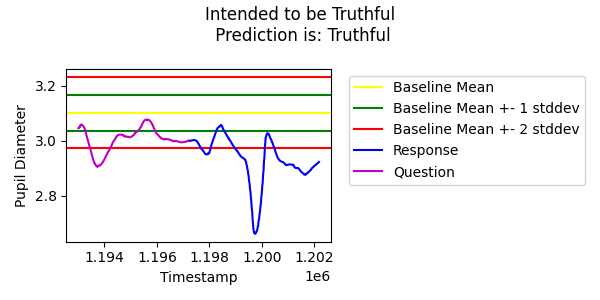 Intended to be Truthful
Prediction is: Truthful
3.2
3.0
2.8
Pupil Diameter
1.194 1.196 1.198 1.200 1.202
1e6
Timestamp
Baseline Mean
Baseline Mean +- 1 stddev
Baseline Mean +- 2 stddev
Response
Question